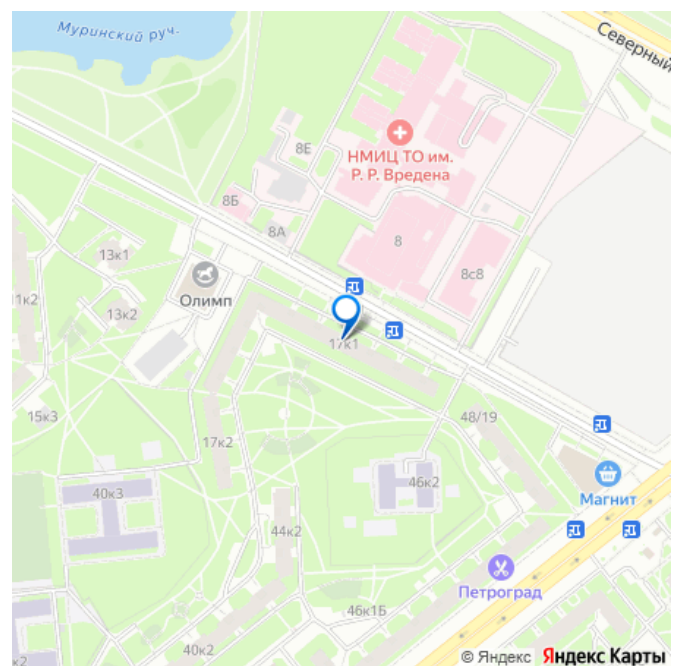 Муринский руч.
Северный
8Е
НМИЦ ТО им.
Р. Р. Вредена
8Б
8А
8
8с8
13к1
Олимп
11к2
13к2
17к1
15к3
48/19
17к2
46к2
Магнит
40к3
44к2
Петроград
46к1Б
40к2
к2
© Яндекс Яндекс Карты